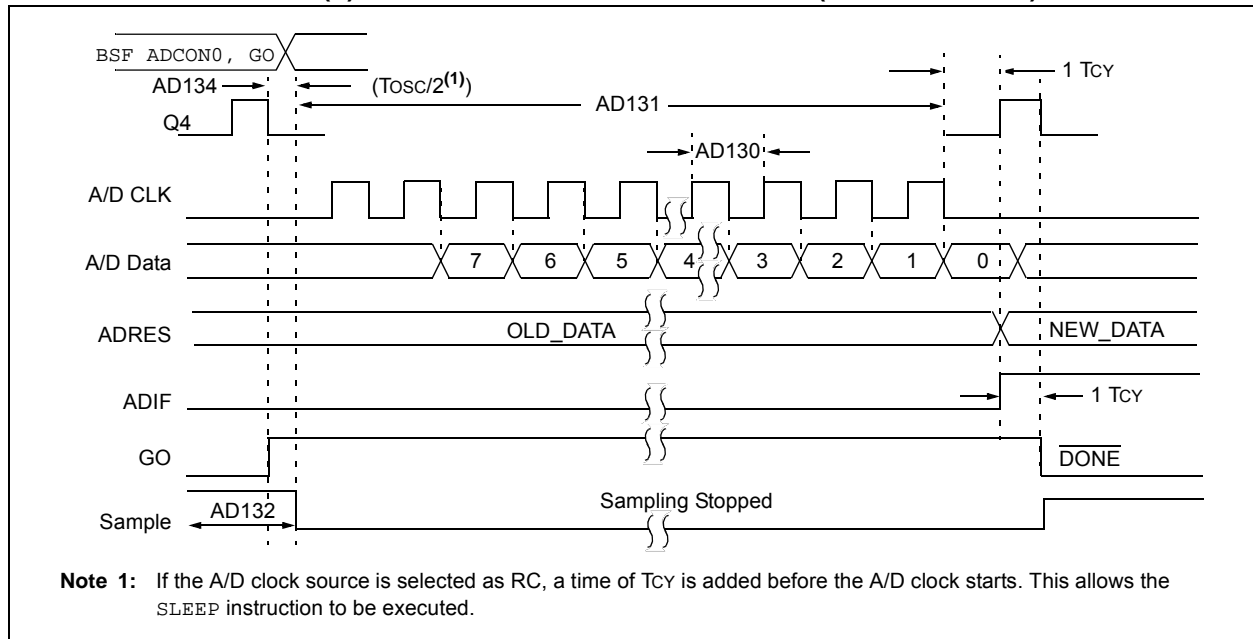 BSF ADCON0, GO
AD134
(TOSC/2(1))
1 TCY
AD131
Q4
AD130
A/D CLK
A/D Data
7 6 5 4 3 2 1 0
ADRES
OLD_DATA
NEW_DATA
ADIF
1 TCY
GO
DONE
Sample
AD132
Sampling Stopped
Note 1: If the A/D clock source is selected as RC, a time of TCY is added before the A/D clock starts. This allows the
SLEEP instruction to be executed.